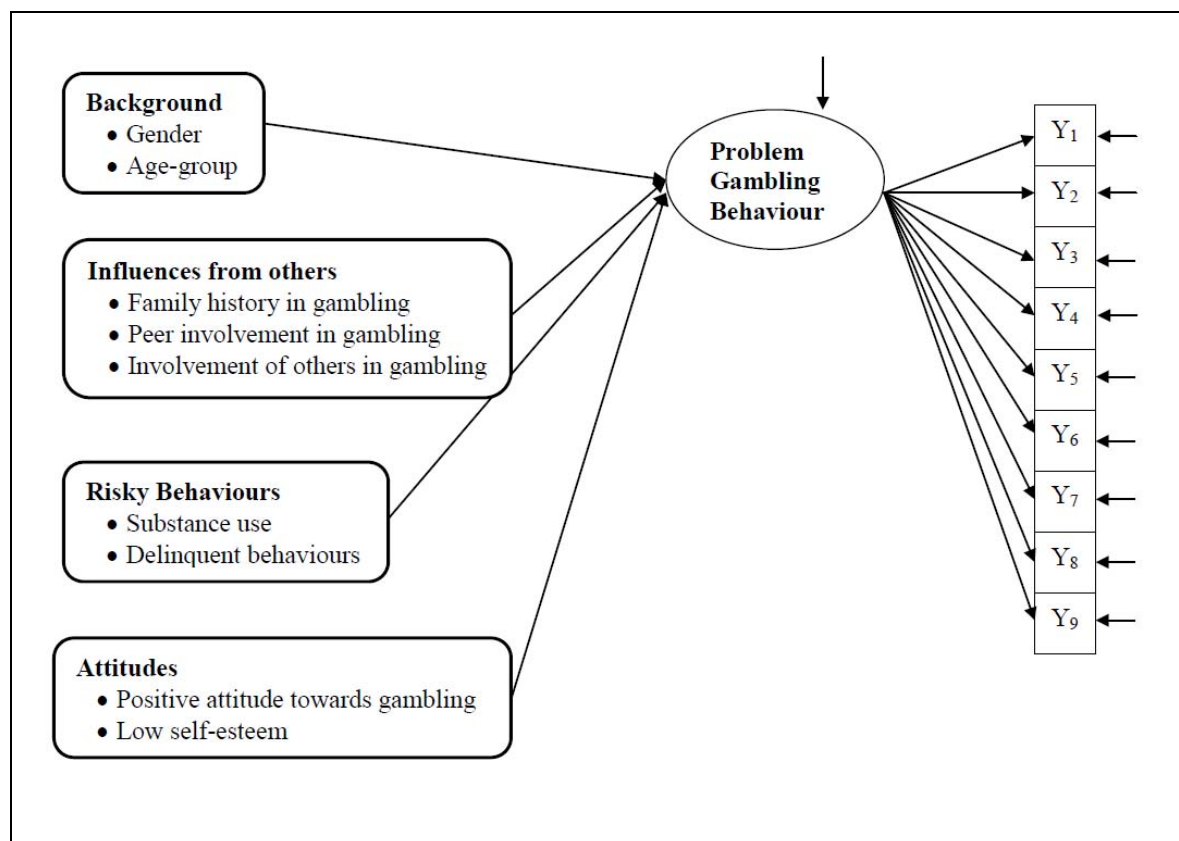 Background
• Gender
• Age-group
Influences from others
• Family history in gambling
• Peer involvement in gambling
• Involvement of others in gambling
Risky Behaviours
• Substance use
• Delinquent behaviours
Attitudes
• Positive attitude towards gambling
• Low self-esteem
Problem
Gambling
Behaviour
Y₁
Y₂
Y₃
Y₄
Y₅
Y₆
Y₇
Y₈
Y₉